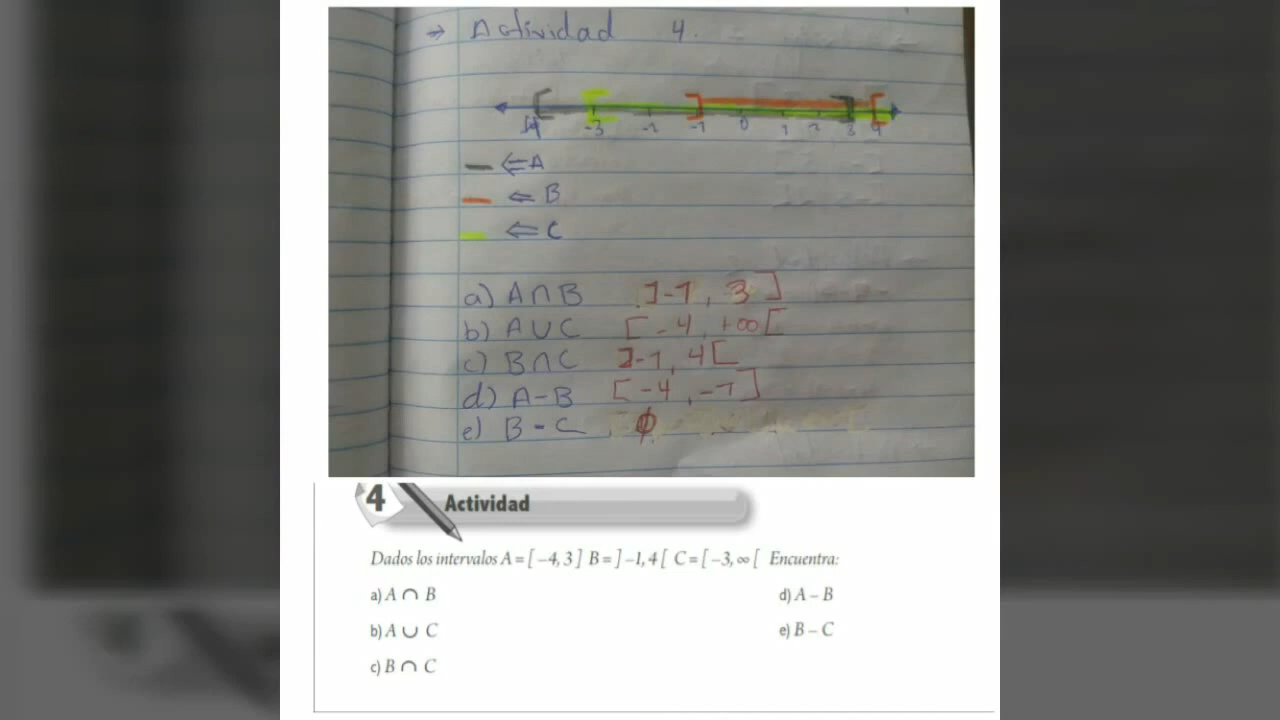 → Actividad 4.
-4 -3 -2 -1 0 1 2 3 4
⇐ A
⇐ B
⇐ C
a) A ∩ B ]-1, 3]
b) A ∪ C [-4, +∞[
c) B ∩ C ]-1, 4[
d) A - B [-4, -1]
e) B - C ∅
4 Actividad
Dados los intervalos A = [ –4, 3 ] B = ] –1, 4 [ C = [ –3, ∞ [ Encuentra:
a) A ∩ B
b) A ∪ C
c) B ∩ C
d) A – B
e) B – C